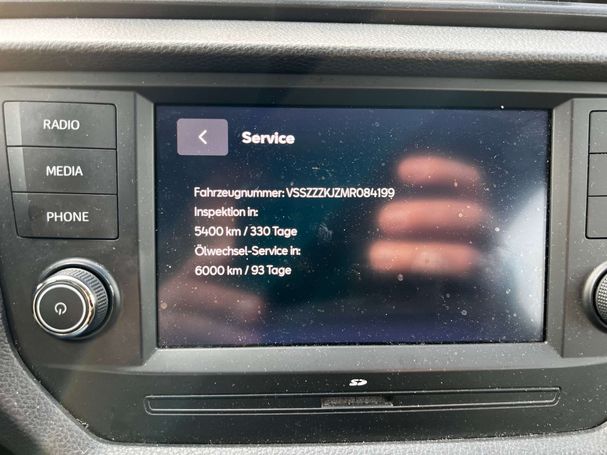 RADIO
MEDIA
PHONE
Service
Fahrzeugnummer: VSSZZZKJZMR084199
Inspektion in:
5400 km / 330 Tage
Ölwechsel-Service in:
6000 km / 93 Tage
SD